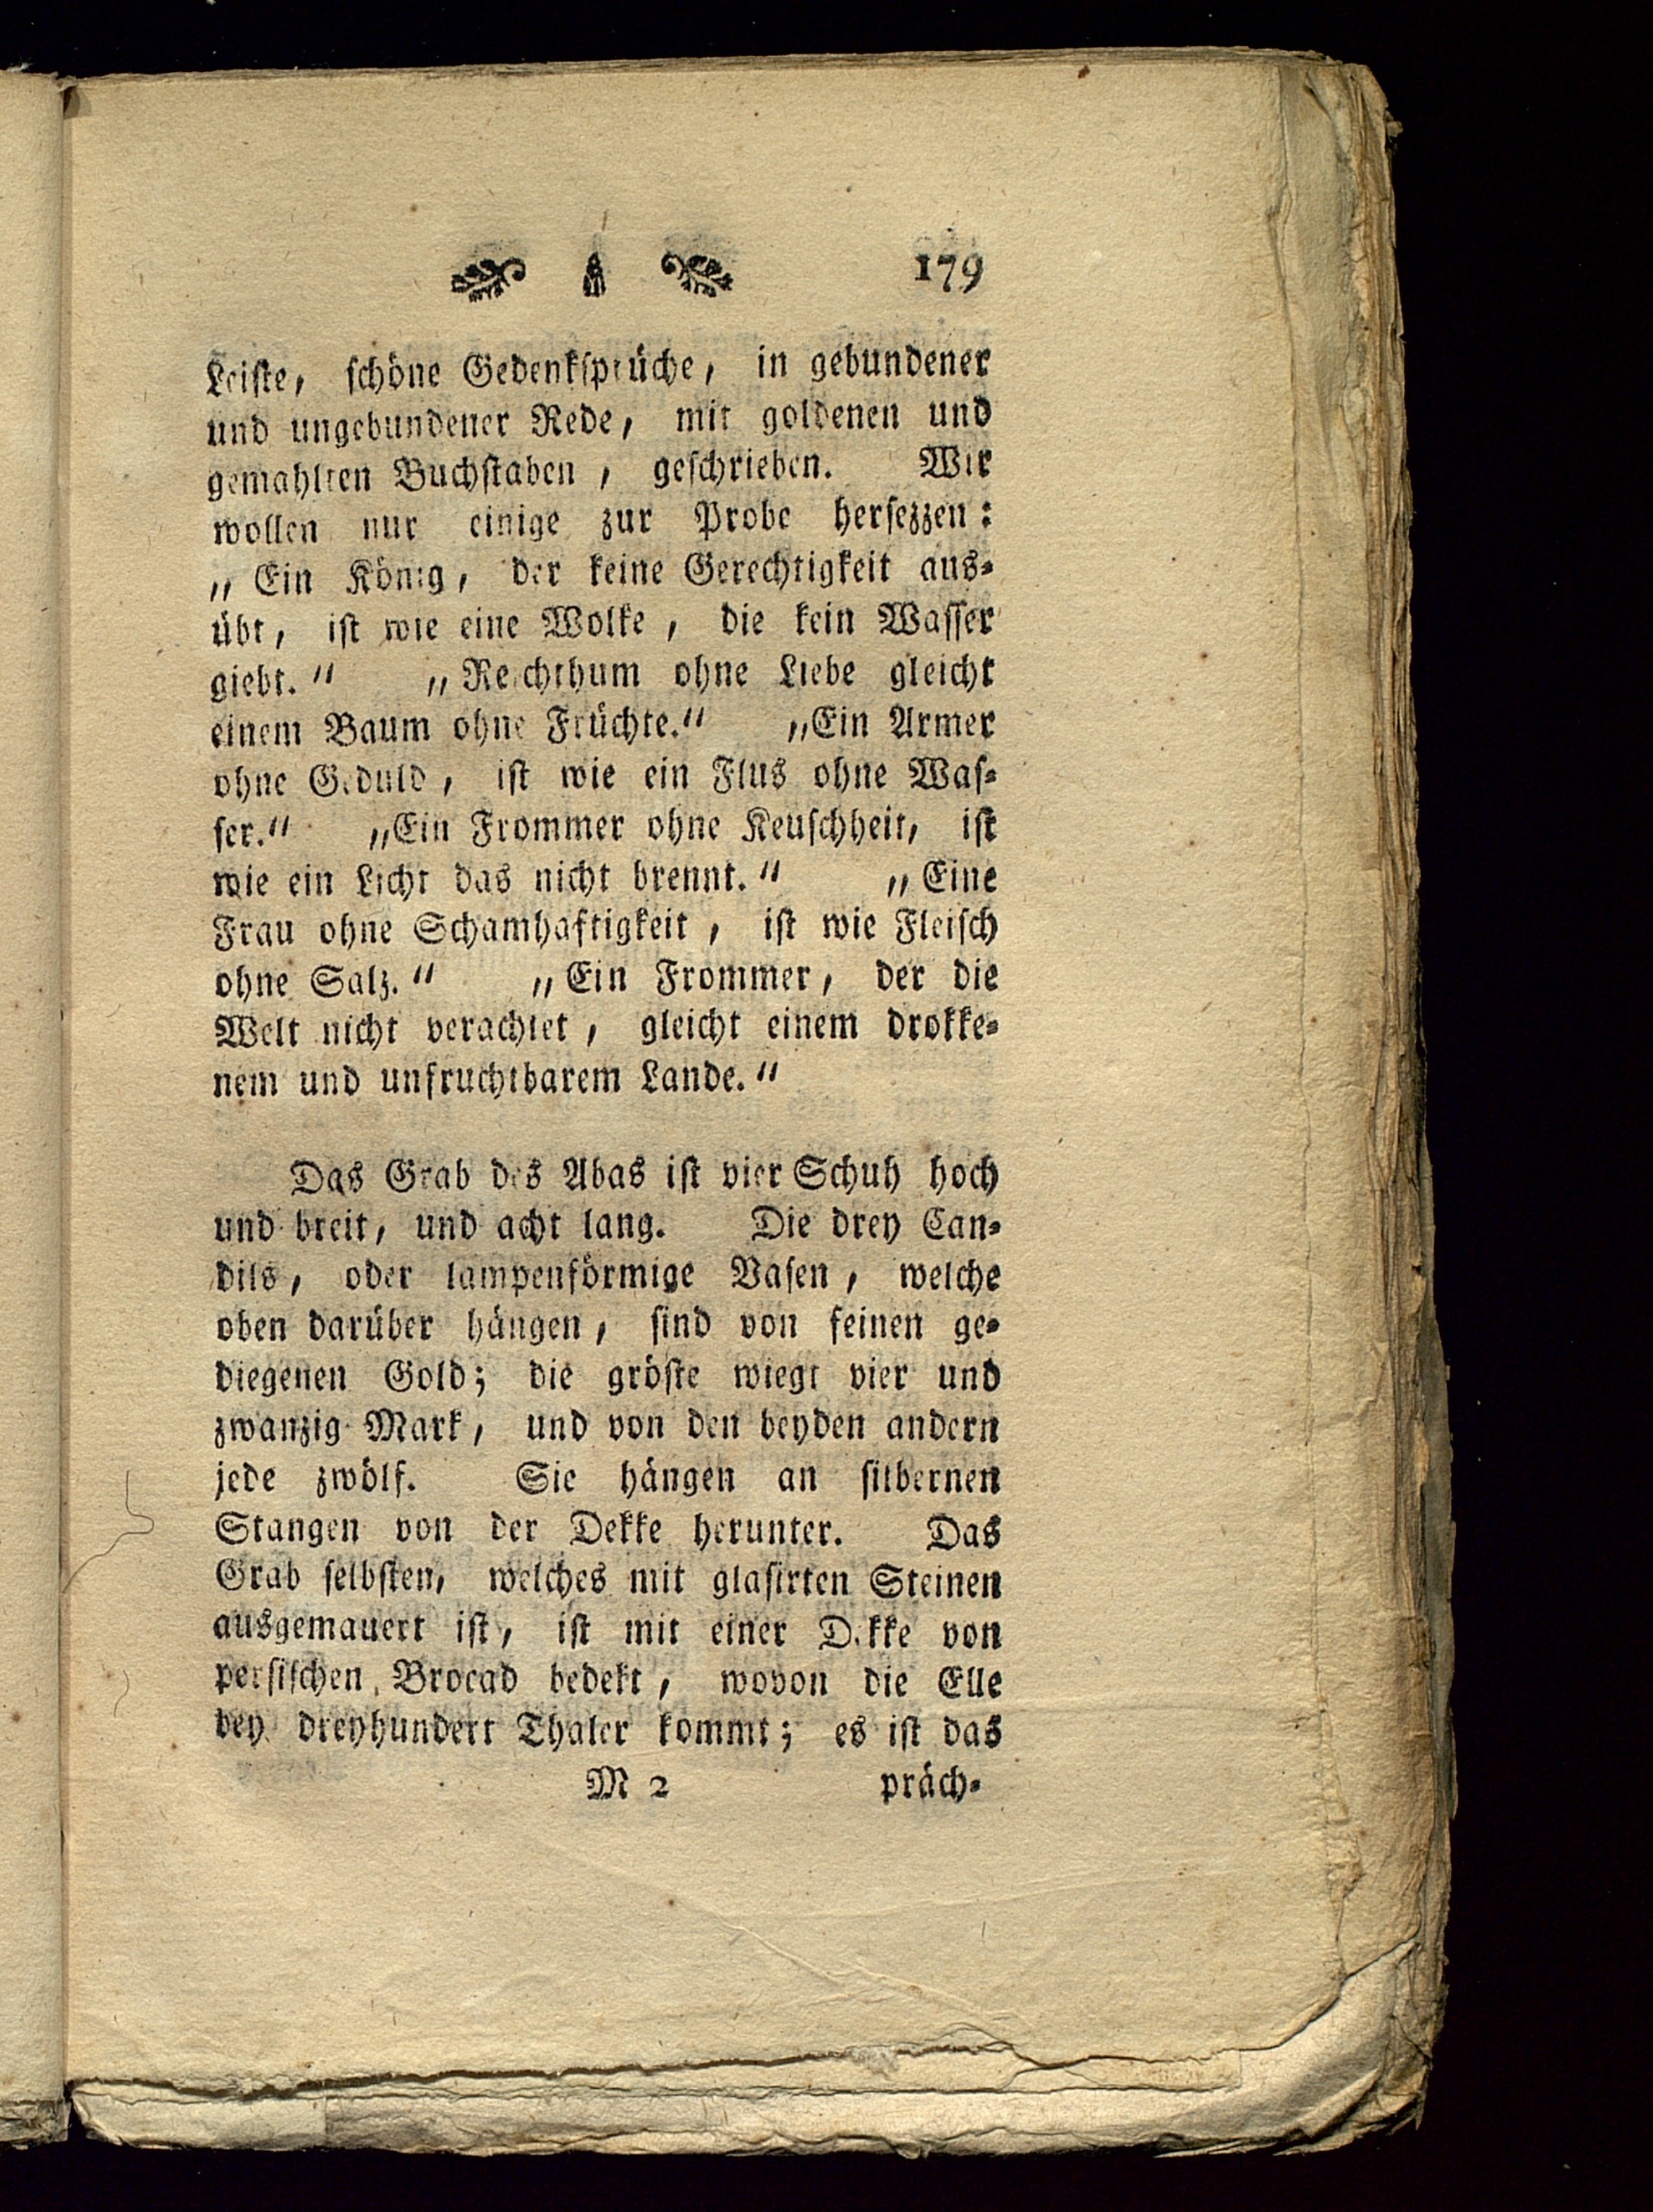 179
Leiste, schöne Gedenksprüche, in gebundener
und ungebundener Rede, mit goldenen und
gemahlten Buchstaben, geschrieben. Wir
wollen nur einige zur Probe hersezzen:
„Ein König, der keine Gerechtigkeit aus-
übt, ist wie eine Wolke, die kein Wasser
giebt.“ „Reichthum ohne Liebe gleicht
einem Baum ohne Früchte.“ „Ein Armer
ohne Geduld, ist wie ein Flus ohne Was-
ser.“ „Ein Frommer ohne Keuschheit, ist
wie ein Licht das nicht brennt.“ „Eine
Frau ohne Schamhaftigkeit, ist wie Fleisch
ohne Salz.“ „Ein Frommer, der die
Welt nicht verachtet, gleicht einem drokke-
nem und unfruchtbarem Lande.“
Das Grab des Abas ist vier Schuh hoch
und breit, und acht lang. Die drey Can-
dils, oder lampenförmige Vasen, welche
oben darüber hängen, sind von feinen ge-
diegenen Gold; die gröste wiegt vier und
zwanzig Mark, und von den beyden andern
jede zwölf. Sie hängen an silbernen
Stangen von der Dekke herunter. Das
Grab selbsten, welches mit glasirten Steinen
ausgemauert ist, ist mit einer Dekke von
persischen Brocad bedekt, wovon die Elle
bey dreyhundert Thaler kommt; es ist das
M 2 präch-